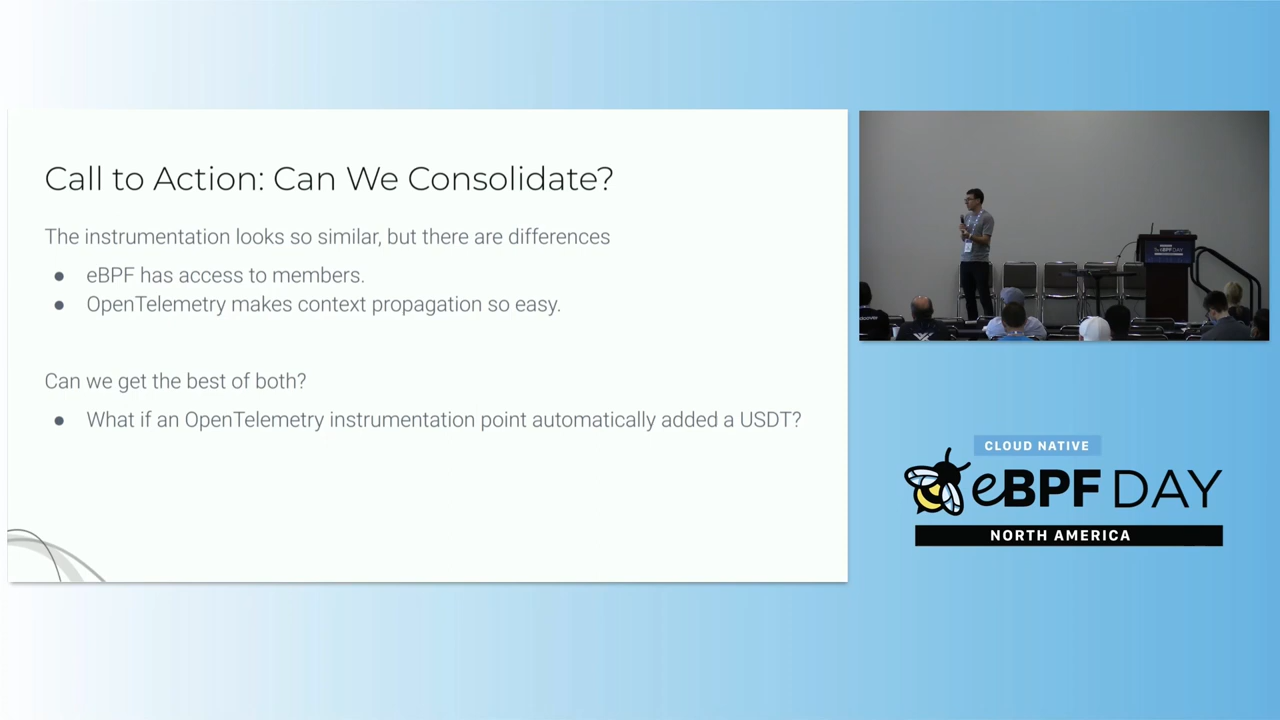 Call to Action: Can We Consolidate?
The instrumentation looks so similar, but there are differences
● eBPF has access to members.
● OpenTelemetry makes context propagation so easy.
Can we get the best of both?
● What if an OpenTelemetry instrumentation point automatically added a USDT?
CLOUD NATIVE
eBPF DAY
NORTH AMERICA
eBPF DAY